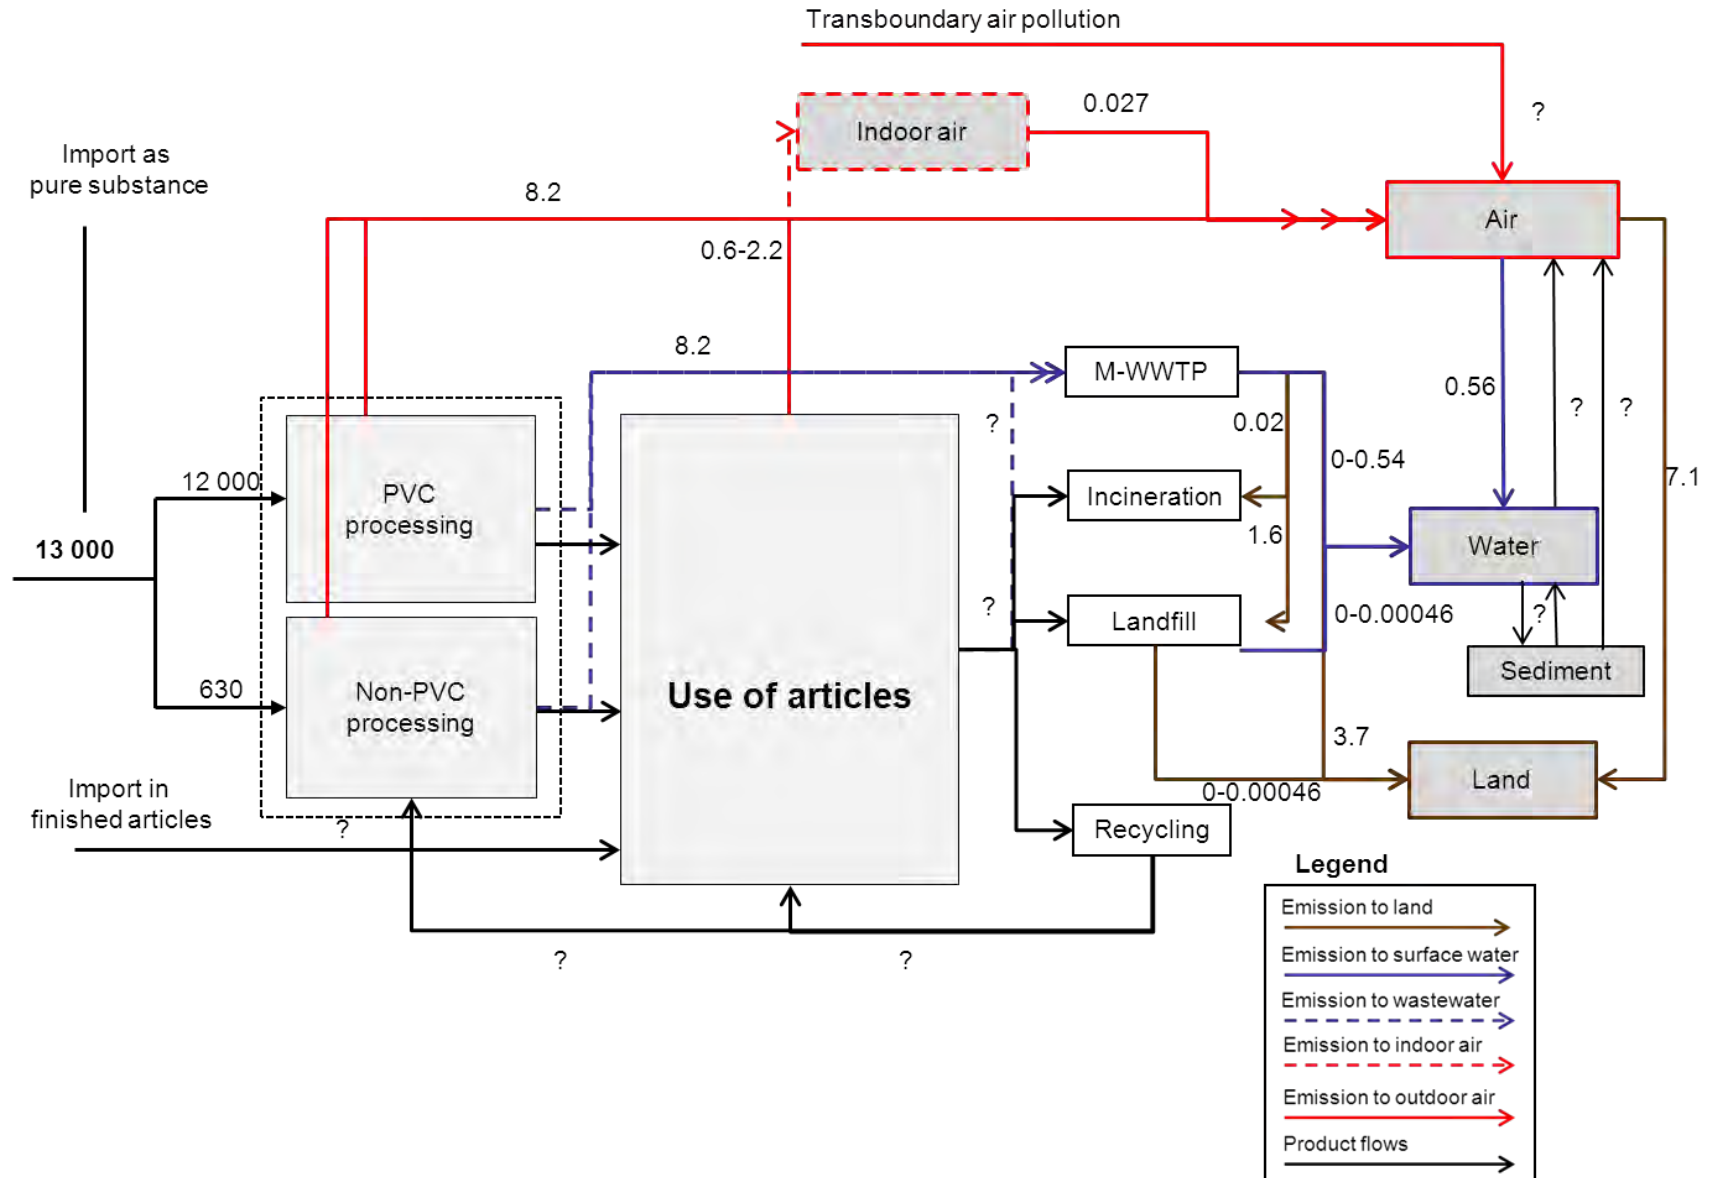 Transboundary air pollution
0.027
Indoor air
?
Import as
pure substance
8.2
Air
0.6-2.2
8.2
M-WWTP
0.56
?
?
?
0.02
0-0.54
7.1
12 000
PVC
processing
Incineration
1.6
Water
13 000
?
Landfill
0-0.00046
?
Sediment
630
Non-PVC
processing
Use of articles
3.7
Land
0-0.00046
Import in
finished articles
?
Recycling
?
?
Legend
Emission to land
Emission to surface water
Emission to wastewater
Emission to indoor air
Emission to outdoor air
Product flows